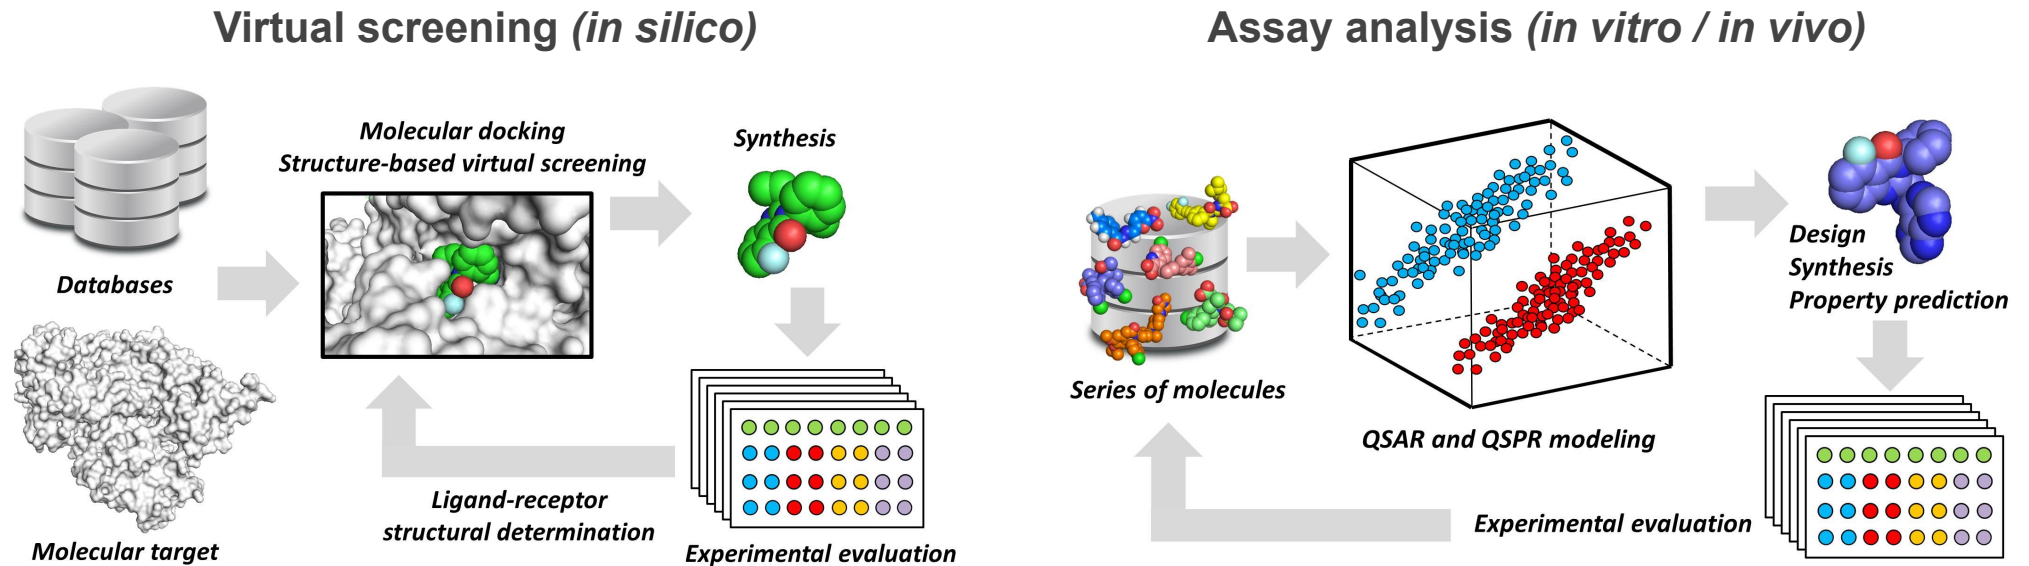 Virtual screening (in silico)
Databases
Molecular target
Molecular docking
Structure-based virtual screening
Synthesis
Ligand-receptor
structural determination
Experimental evaluation
Assay analysis (in vitro / in vivo)
Series of molecules
QSAR and QSPR modeling
Design
Synthesis
Property prediction
Experimental evaluation